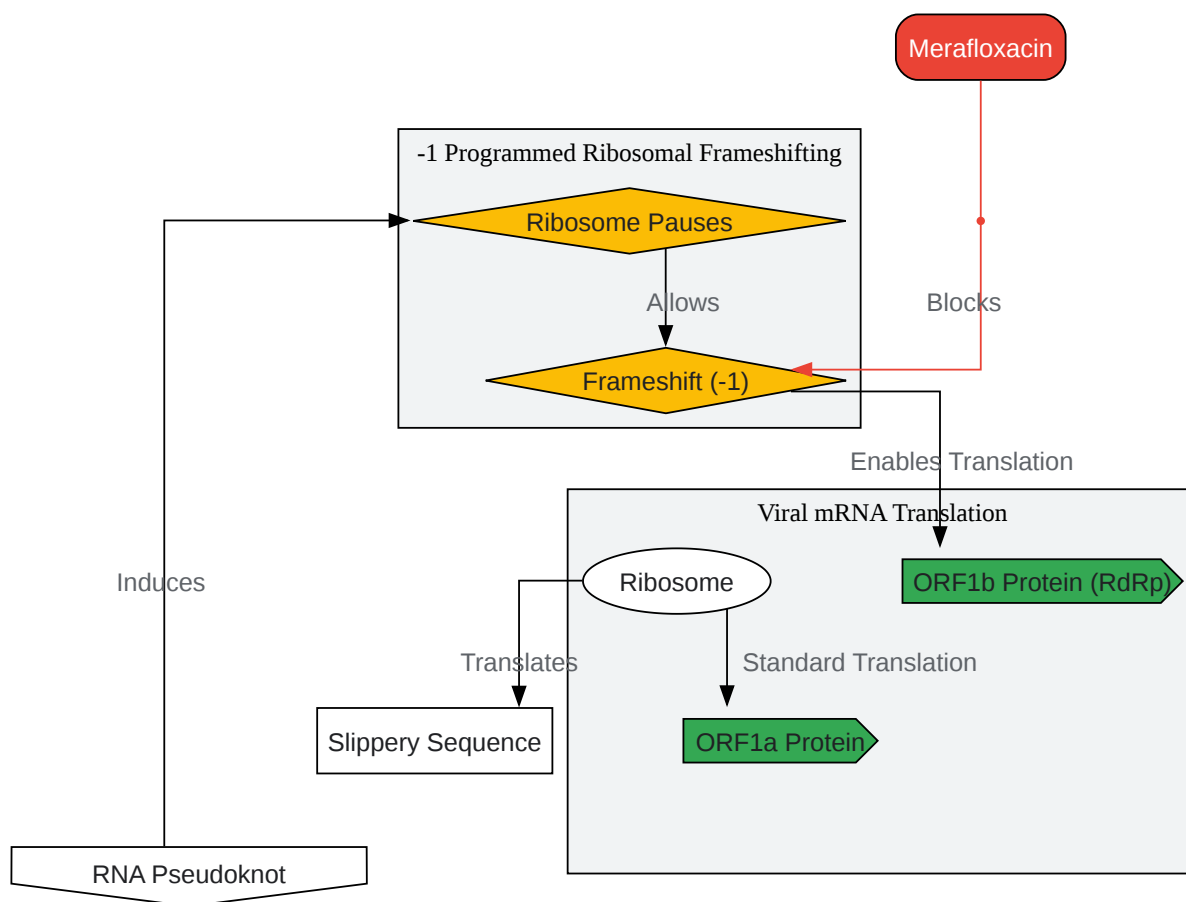 Merafloxacin
-1 Programmed Ribosomal Frameshifting
Ribosome Pauses
Allows
Blocks
Frameshift (-1)
Enables Translation
Viral mRNA Translation
Induces
Ribosome
ORF1b Protein (RdRp)
Translates
Standard Translation
Slippery Sequence
ORF1a Protein
RNA Pseudoknot